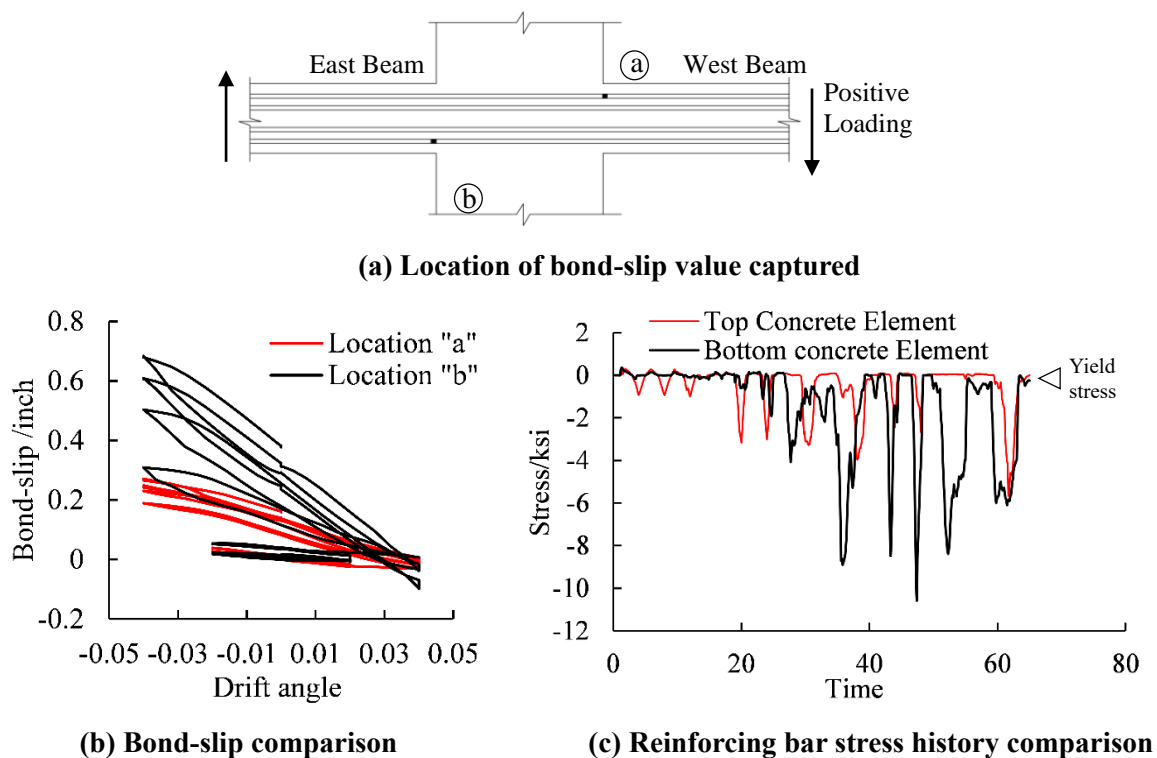 East Beam
a
West Beam
Positive
Loading
b
(a) Location of bond-slip value captured
0.8
0.6
0.4
0.2
0
-0.2
Bond-slip /inch
Location "a"
Location "b"
-0.05 -0.03 -0.01 0.01 0.03 0.05
Drift angle
(b) Bond-slip comparison
2
0
-2
-4
-6
-8
-10
-12
Stress/ksi
Top Concrete Element
Bottom concrete Element
Yield
stress
0 20 40 60 80
Time
(c) Reinforcing bar stress history comparison